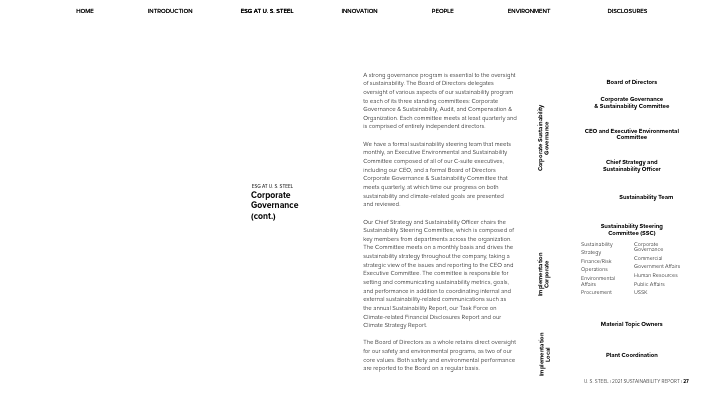 HOME
INTRODUCTION
ESG AT U. S. STEEL
INNOVATION
PEOPLE
ENVIRONMENT
DISCLOSURES
ESG AT U. S. STEEL
Corporate
Governance
(cont.)
A strong governance program is essential to the oversight
of sustainability. The Board of Directors delegates
oversight of various aspects of our sustainability program
to each of its three standing committees: Corporate
Governance & Sustainability, Audit, and Compensation &
Organization. Each committee meets at least quarterly and
is comprised of entirely independent directors.
We have a formal sustainability steering team that meets
monthly, an Executive Environmental and Sustainability
Committee composed of all of our C-suite executives,
including our CEO, and a formal Board of Directors
Corporate Governance & Sustainability Committee that
meets quarterly, at which time our progress on both
sustainability and climate-related goals are presented
and reviewed.
Our Chief Strategy and Sustainability Officer chairs the
Sustainability Steering Committee, which is composed of
key members from departments across the organization.
The Committee meets on a monthly basis and drives the
sustainability strategy throughout the company, taking a
strategic view of the issues and reporting to the CEO and
Executive Committee. The committee is responsible for
setting and communicating sustainability metrics, goals,
and performance in addition to coordinating internal and
external sustainability-related communications such as
the annual Sustainability Report, our Task Force on
Climate-related Financial Disclosures Report and our
Climate Strategy Report.
The Board of Directors as a whole retains direct oversight
for our safety and environmental programs, as two of our
core values. Both safety and environmental performance
are reported to the Board on a regular basis.
Corporate Sustainability
Governance
Board of Directors
Corporate Governance
& Sustainability Committee
CEO and Executive Environmental
Committee
Chief Strategy and
Sustainability Officer
Sustainability Team
Implementation
Corporate
Sustainability Steering
Committee (SSC)
Sustainability
Strategy
Finance/Risk
Operations
Environmental
Affairs
Procurement
Corporate
Governance
Commercial
Government Affairs
Human Resources
Public Affairs
USSK
Implementation
Local
Material Topic Owners
Plant Coordination
U. S. STEEL | 2021 SUSTAINABILITY REPORT | 27